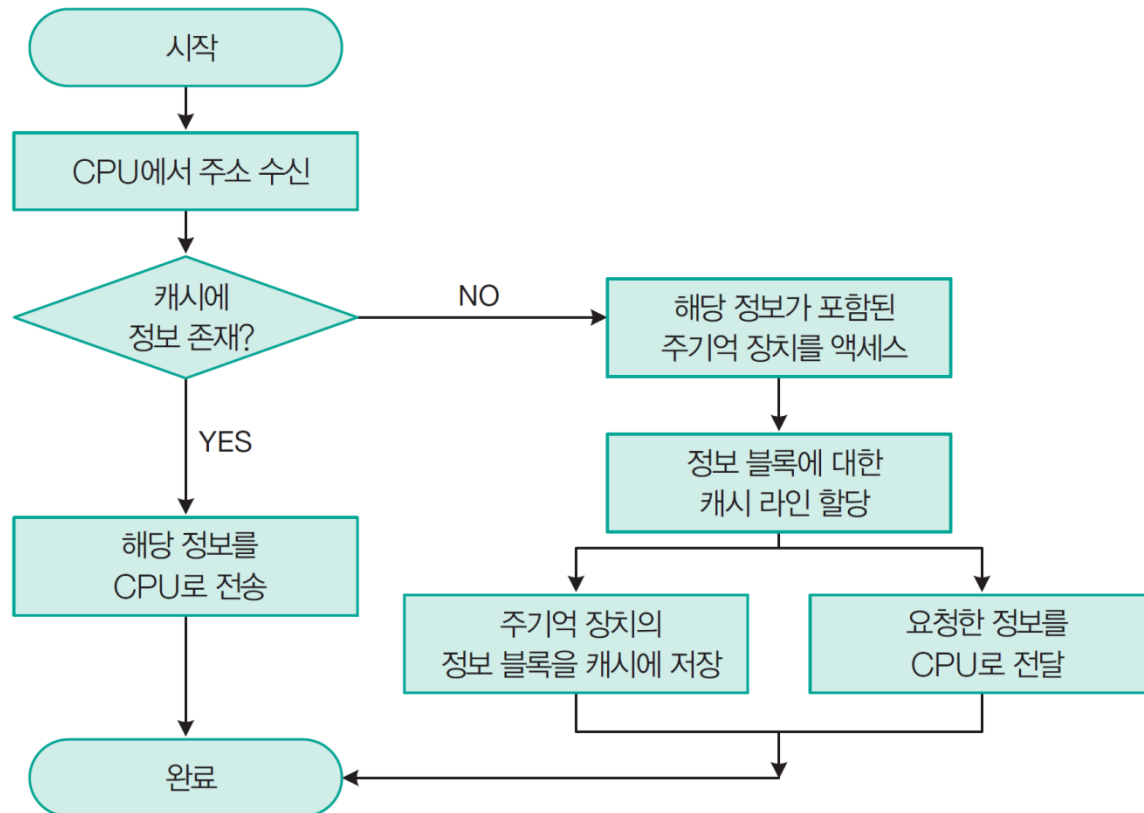 시작
CPU에서 주소 수신
캐시에
정보 존재?
NO
해당 정보가 포함된
주기억 장치를 액세스
YES
정보 블록에 대한
캐시 라인 할당
해당 정보를
CPU로 전송
주기억 장치의
정보 블록을 캐시에 저장
요청한 정보를
CPU로 전달
완료